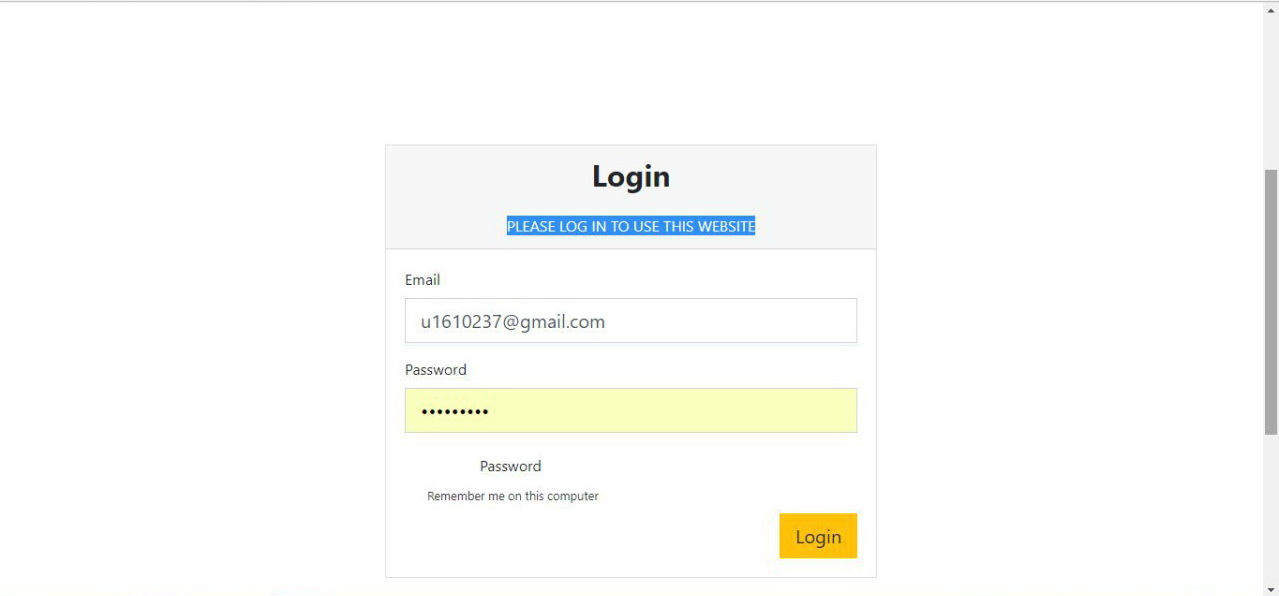 Login
PLEASE LOG IN TO USE THIS WEBSITE
Email
u1610237@gmail.com
Password
•••••••••
Password
Remember me on this computer
Login